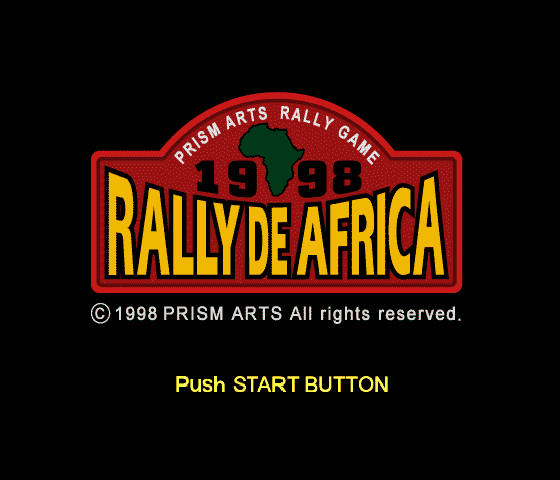 PRISM ARTS RALLY GAME
1998
RALLY DE AFRICA
© 1998 PRISM ARTS All rights reserved.
Push START BUTTON